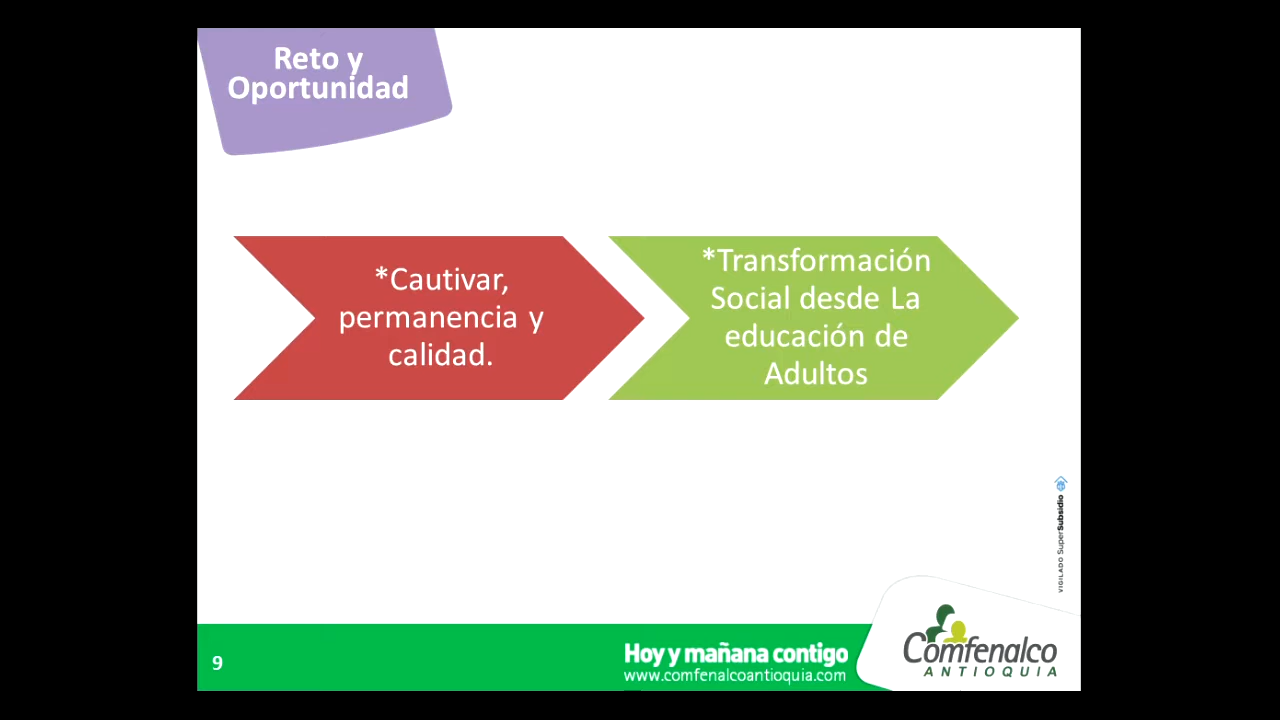 Reto y
Oportunidad
*Cautivar,
permanencia y
calidad.
*Transformación
Social desde La
educación de
Adultos
VIGILADO SuperSubsidio
9
Hoy y mañana contigo
www.comfenalcoantioquia.com
Comfenalco
ANTIOQUIA